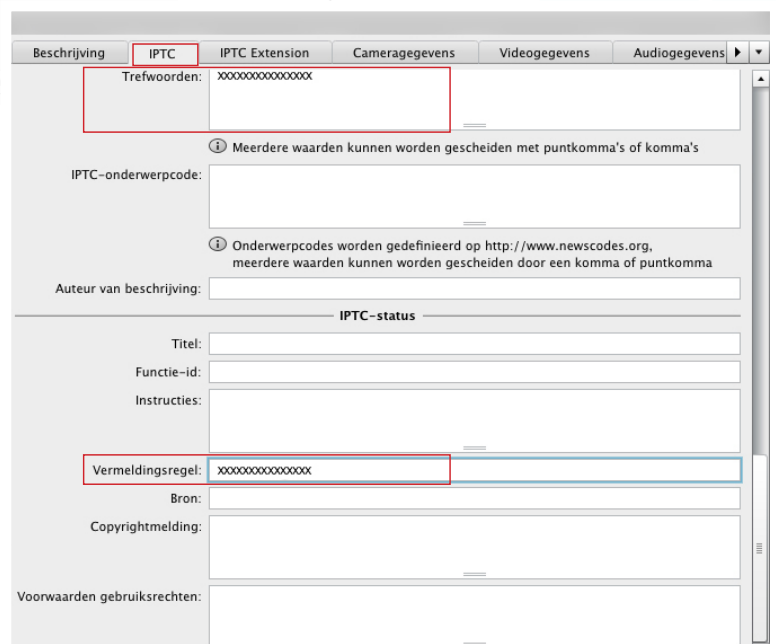 Beschrijving IPTC IPTC Extension Cameragegevens Videogegevens Audiogegevens
Trefwoorden: xxxxxxxxxxxxxxx
Meerdere waarden kunnen worden gescheiden met puntkomma's of komma's
IPTC-onderwerpcode:
Onderwerpcodes worden gedefinieerd op http://www.newscodes.org,
meerdere waarden kunnen worden gescheiden door een komma of puntkomma
Auteur van beschrijving:
IPTC-status
Titel:
Functie-id:
Instructies:
Vermeldingsregel: xxxxxxxxxxxxxxx
Bron:
Copyrightmelding:
Voorwaarden gebruiksrechten: